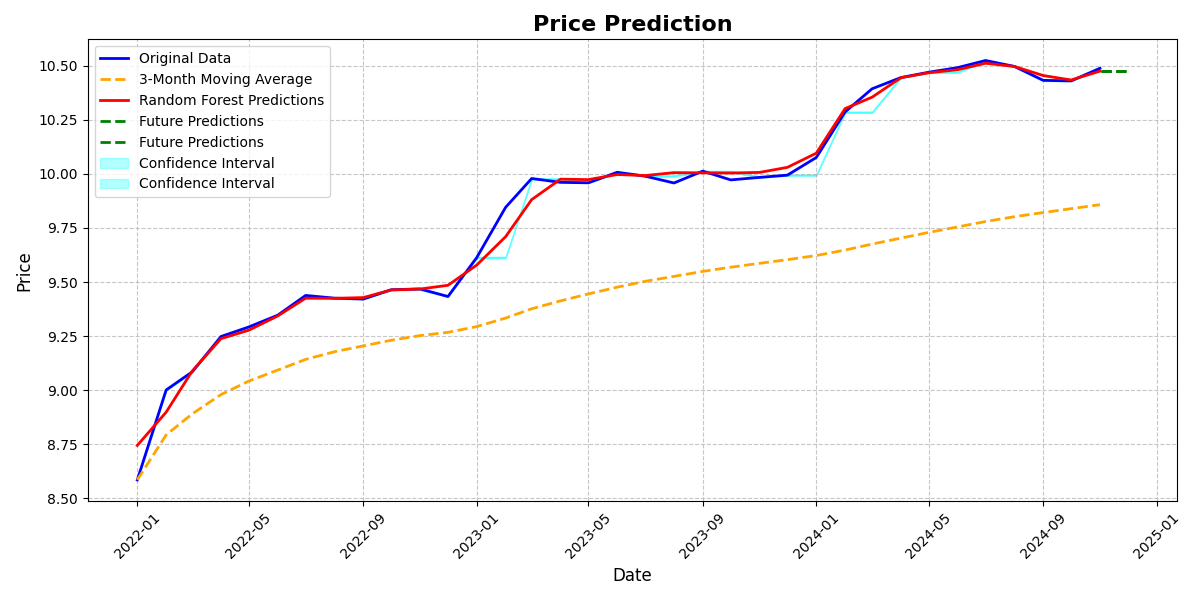 Price Prediction
Original Data
3-Month Moving Average
Random Forest Predictions
Future Predictions
Future Predictions
Confidence Interval
Confidence Interval
Price
10.50
10.25
10.00
9.75
9.50
9.25
9.00
8.75
8.50
2022-01
2022-05
2022-09
2023-01
2023-05
2023-09
2024-01
2024-05
2024-09
2025-01
Date